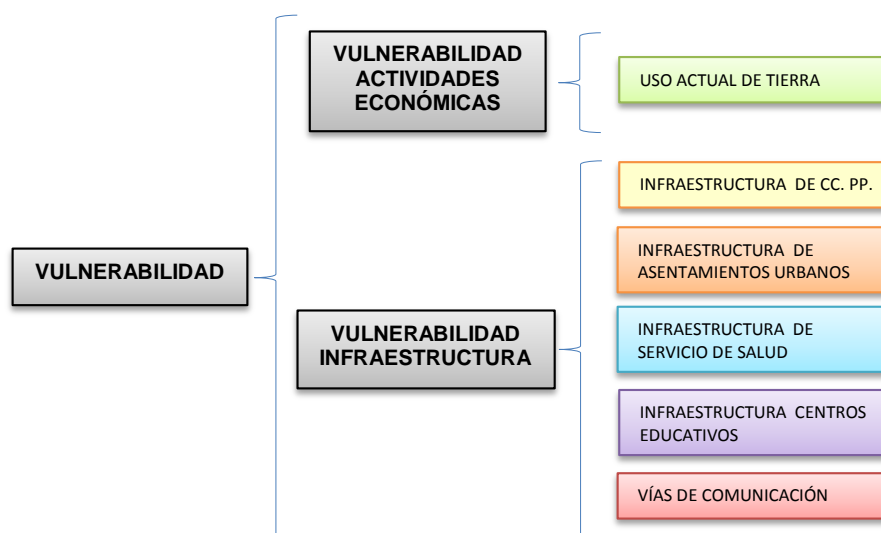 VULNERABILIDAD
VULNERABILIDAD
ACTIVIDADES
ECONÓMICAS
USO ACTUAL DE TIERRA
VULNERABILIDAD
INFRAESTRUCTURA
INFRAESTRUCTURA DE CC. PP.
INFRAESTRUCTURA DE
ASENTAMIENTOS URBANOS
INFRAESTRUCTURA DE
SERVICIO DE SALUD
INFRAESTRUCTURA CENTROS
EDUCATIVOS
VÍAS DE COMUNICACIÓN